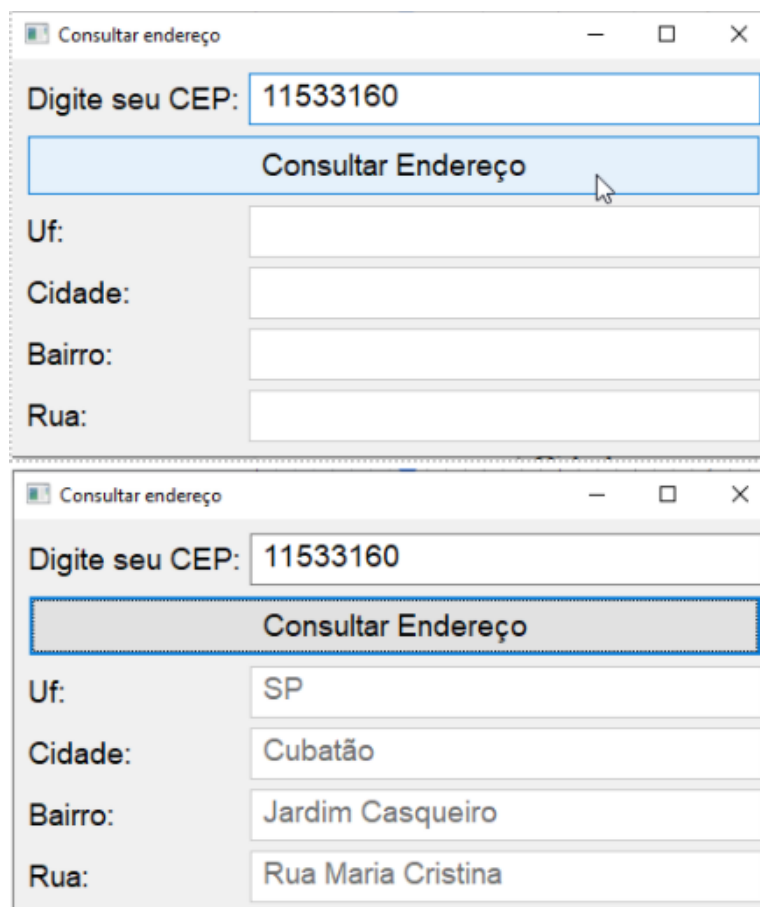 Consultar endereço
Digite seu CEP: 11533160
Consultar Endereço
Uf:
Cidade:
Bairro:
Rua:
Consultar endereço
Digite seu CEP: 11533160
Consultar Endereço
Uf: SP
Cidade: Cubatão
Bairro: Jardim Casqueiro
Rua: Rua Maria Cristina